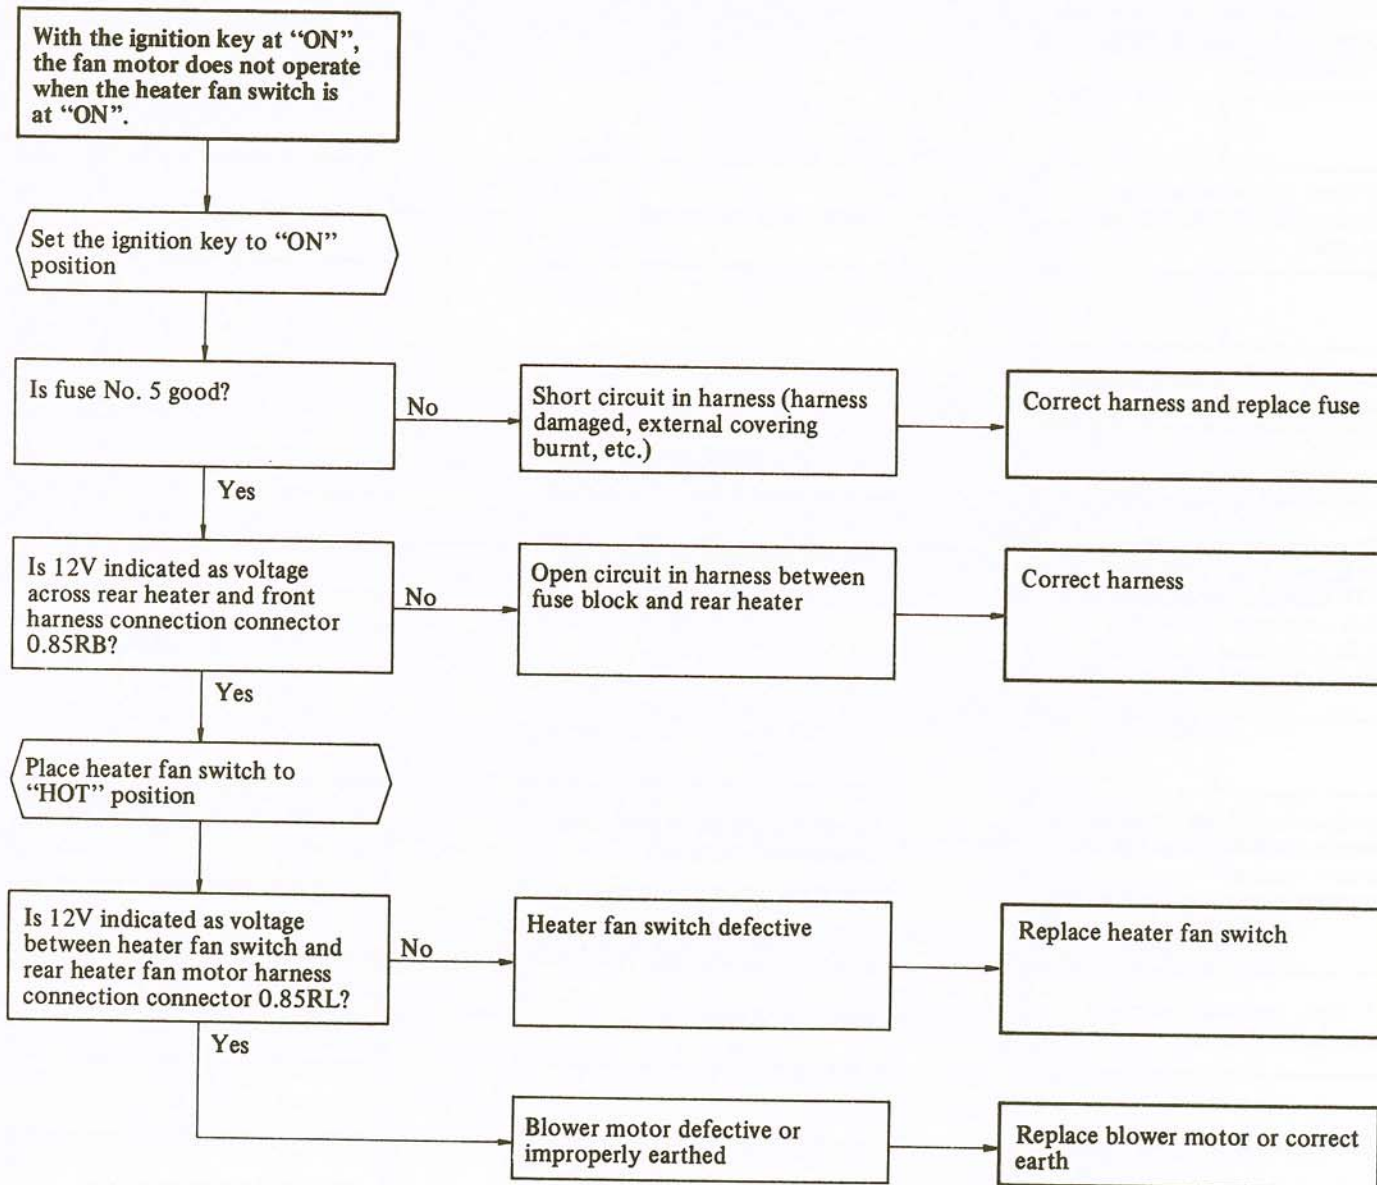 With the ignition key at “ON”,
the fan motor does not operate
when the heater fan switch is
at “ON”.
Set the ignition key to “ON”
position
Is fuse No. 5 good?
No
Short circuit in harness (harness
damaged, external covering
burnt, etc.)
Correct harness and replace fuse
Yes
Is 12V indicated as voltage
across rear heater and front
harness connection connector
0.85RB?
No
Open circuit in harness between
fuse block and rear heater
Correct harness
Yes
Place heater fan switch to
“HOT” position
Is 12V indicated as voltage
between heater fan switch and
rear heater fan motor harness
connection connector 0.85RL?
No
Heater fan switch defective
Replace heater fan switch
Yes
Blower motor defective or
improperly earthed
Replace blower motor or correct
earth